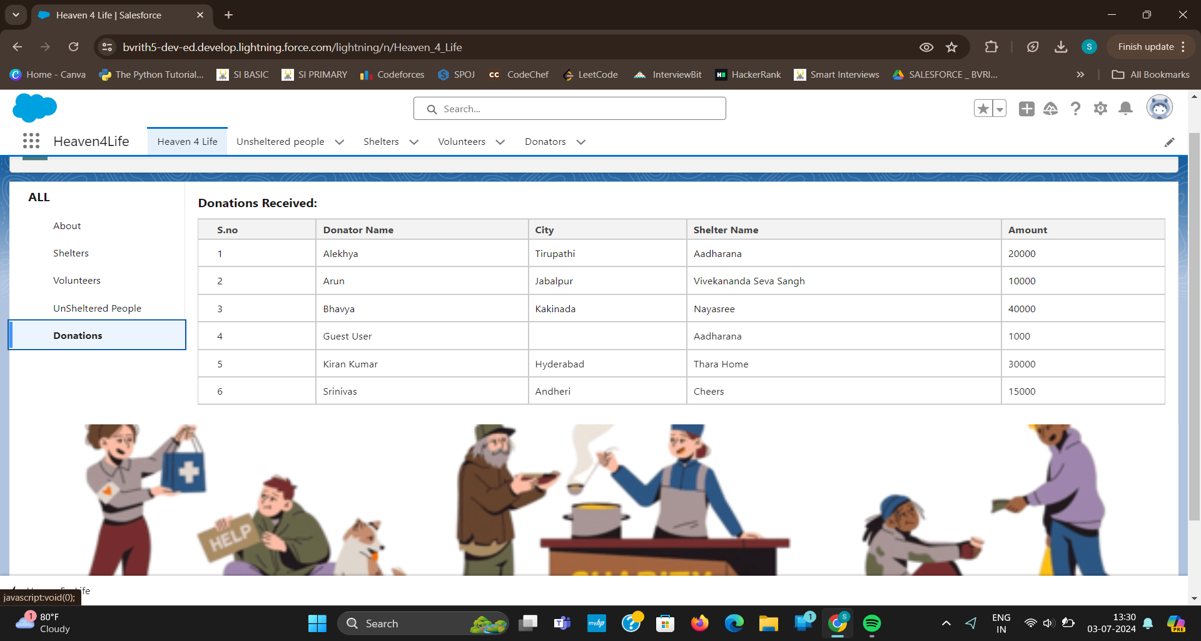 Heaven 4 Life | Salesforce
bvrith5-dev-ed.develop.lightning.force.com/lightning/n/Heaven_4_Life
S
Finish update
Home - Canva
The Python Tutorial...
SI BASIC
SI PRIMARY
Codeforces
SPOJ
CodeChef
LeetCode
InterviewBit
HackerRank
Smart Interviews
SALESFORCE _ BVRI...
All Bookmarks
Search...
Heaven4Life
Heaven 4 Life
Unsheltered people
Shelters
Volunteers
Donors
ALL
About
Shelters
Volunteers
UnSheltered People
Donations
Donations Received:
S.no Donator Name City Shelter Name Amount
1 Alekhya Tirupathi Aadharana 20000
2 Arun Jabalpur Vivekananda Seva Sangh 10000
3 Bhavya Kakinada Nayasree 40000
4 Guest User Aadharana 1000
5 Kiran Kumar Hyderabad Thara Home 30000
6 Srinivas Andheri Cheers 15000
HELP
CHARITY
javascript:void(0);
80°F
Cloudy
Search
ENG
IN
13:30
03-07-2024